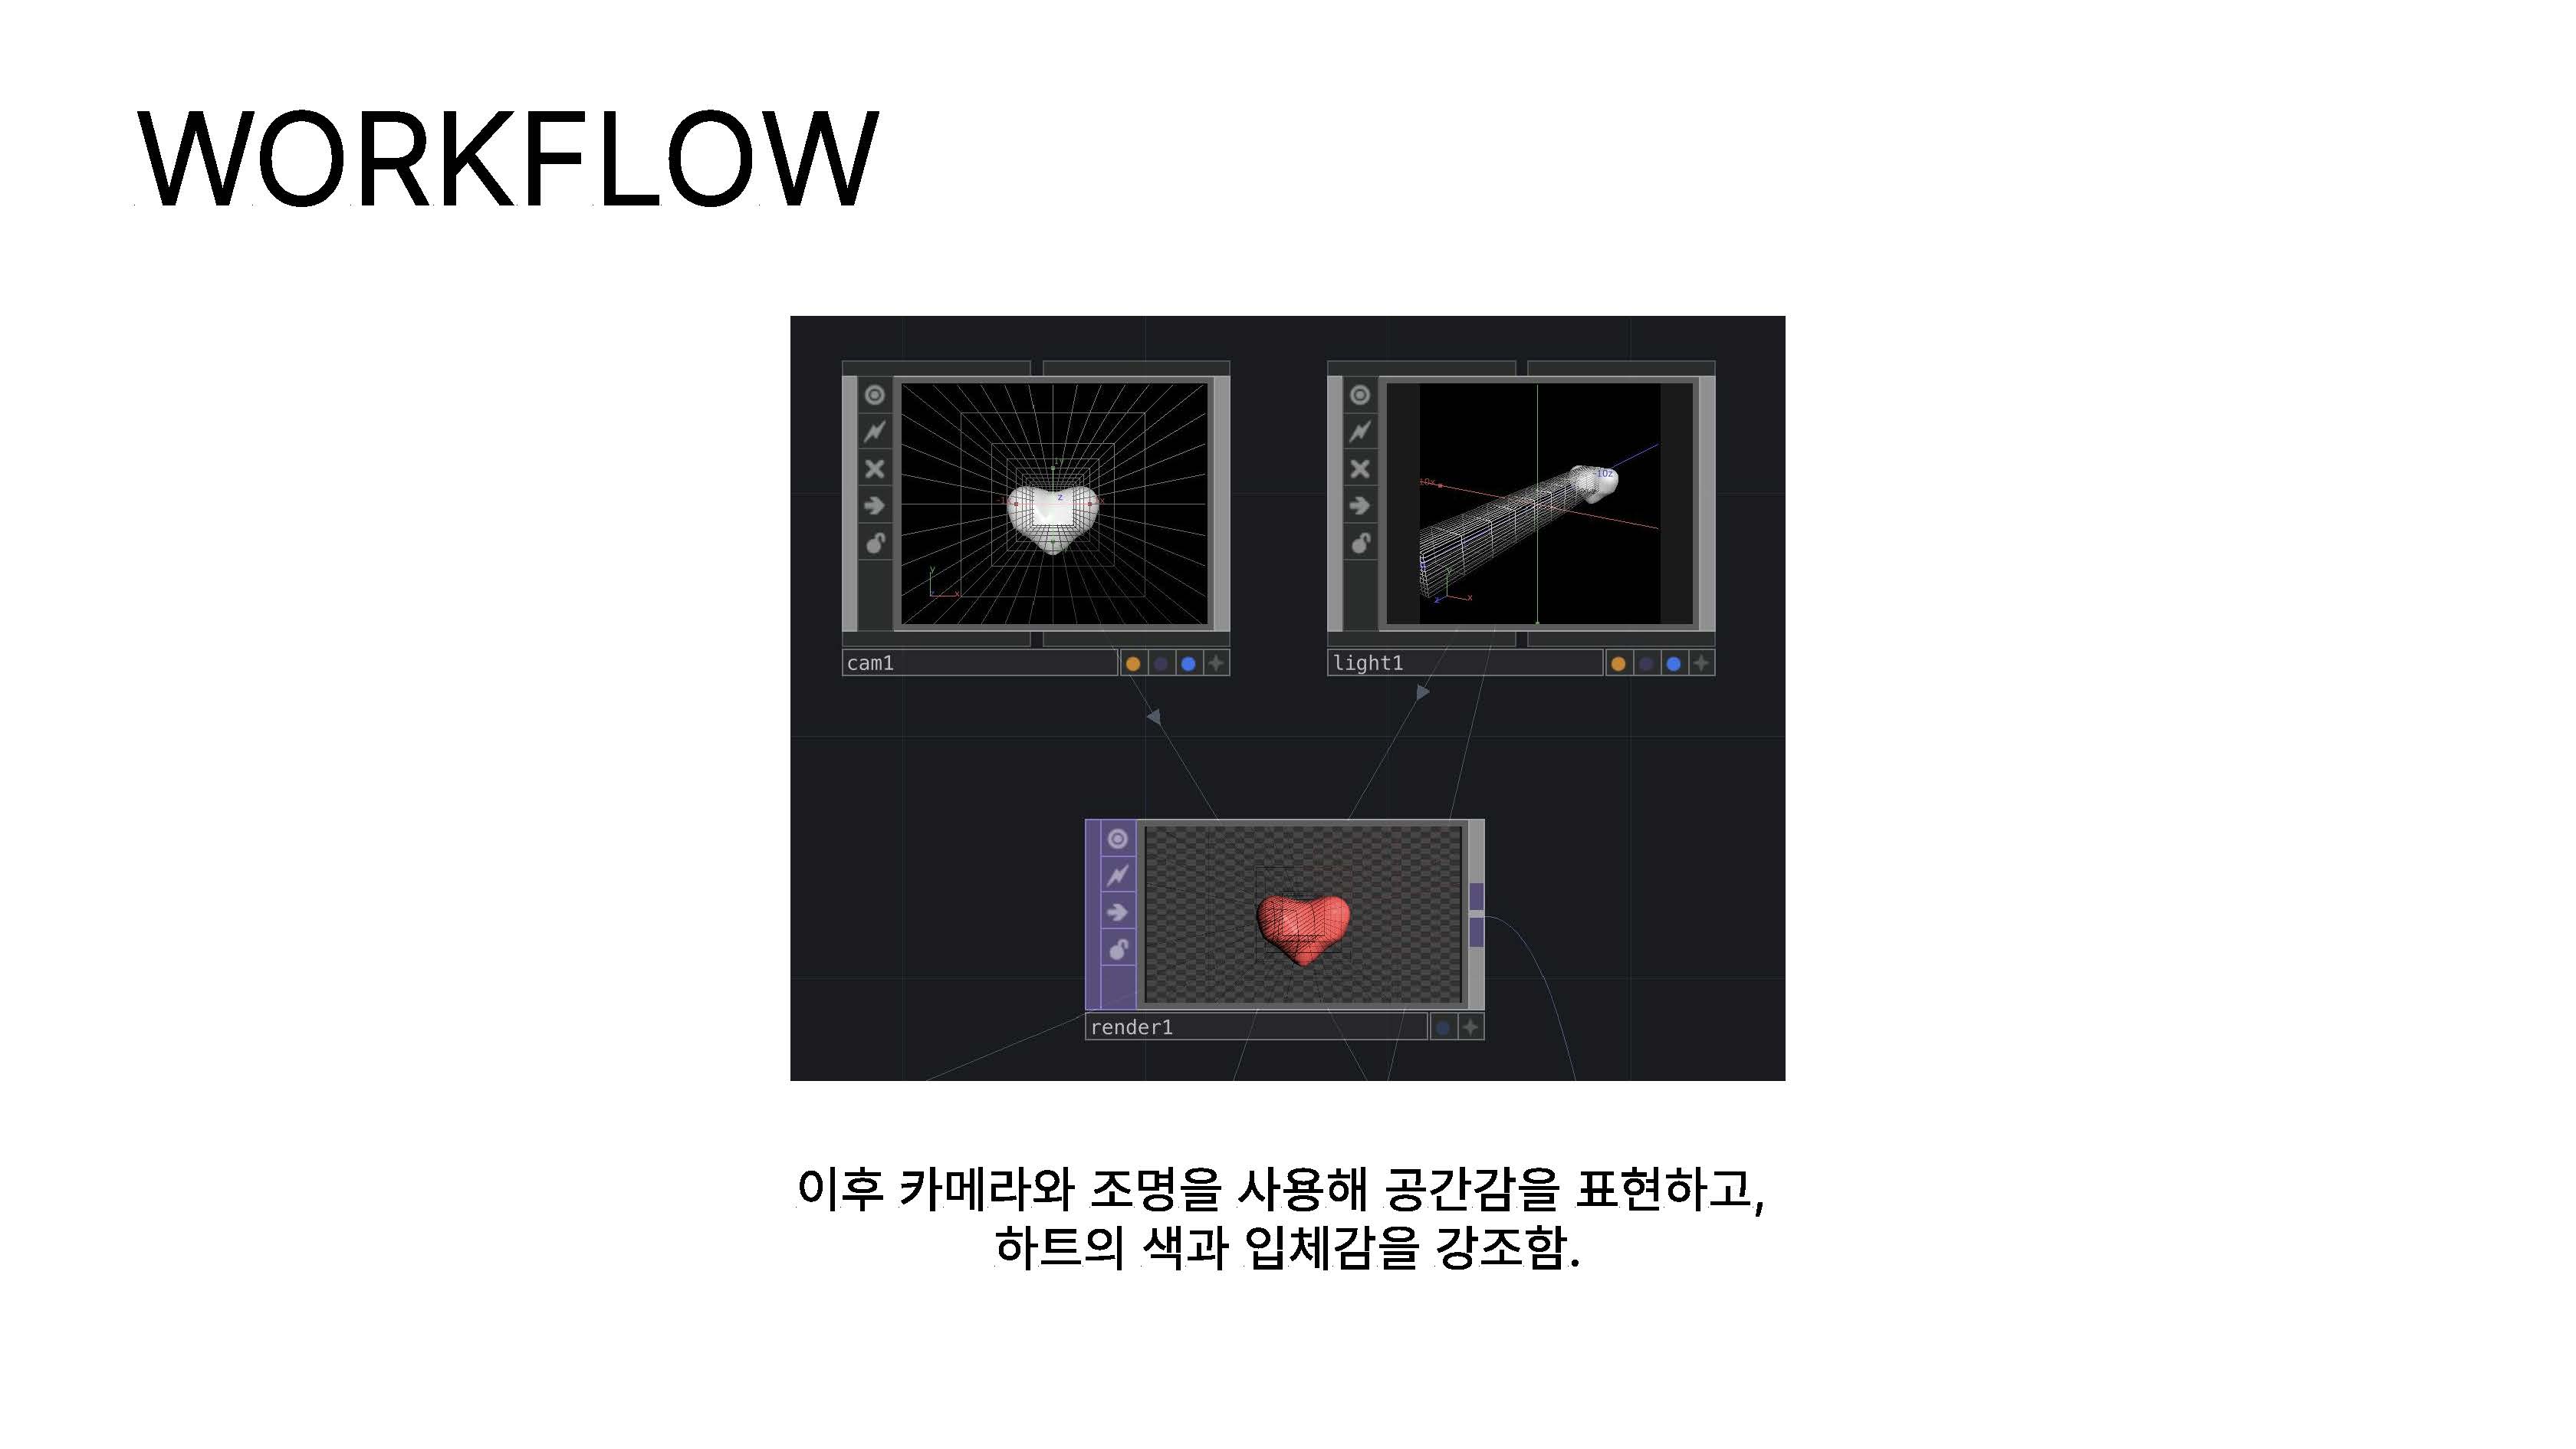 WORKFLOW
cam1
light1
render1
이후 카메라와 조명을 사용해 공간감을 표현하고,
하트의 색과 입체감을 강조함.